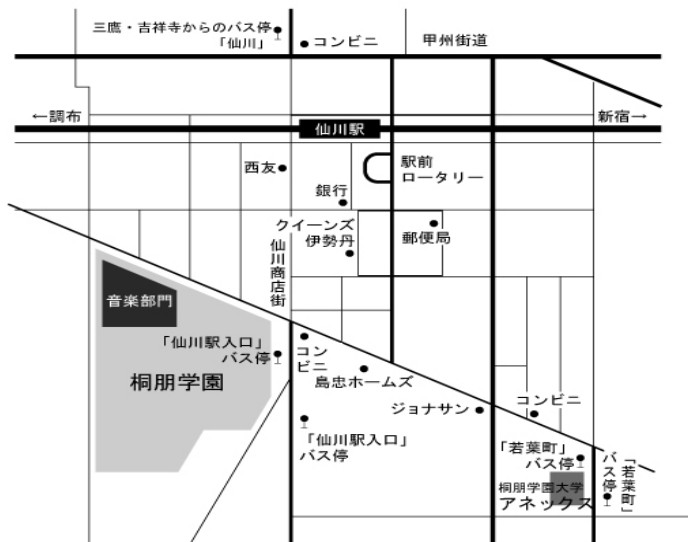 三鷹・吉祥寺からのバス停
「仙川」
コンビニ
甲州街道
←調布
新宿→
仙川駅
西友
駅前
ロータリー
銀行
クイーンズ
伊勢丹
郵便局
仙川商店街
音楽部門
桐朋学園
「仙川駅入口」
バス停
コン
ビニ
島忠ホームズ
ジョナサン
コンビニ
「仙川駅入口」
バス停
「若葉町」
バス停
桐朋学園大学
アネックス
「若葉町」
バス停